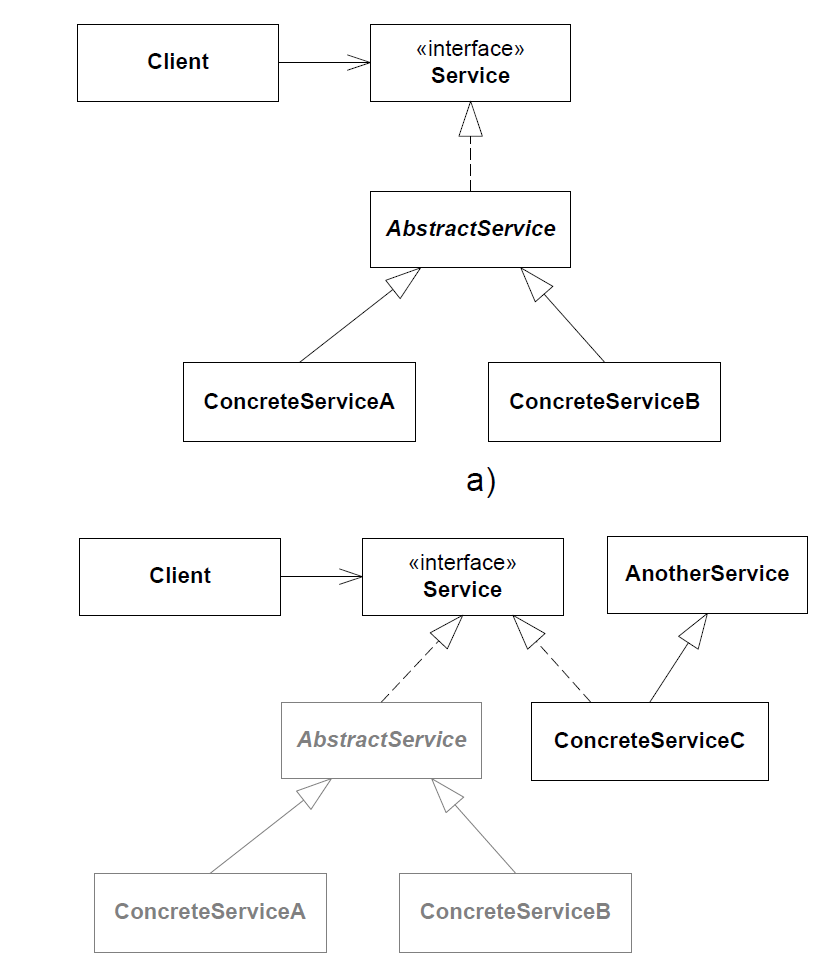 Client
«interface»
Service
AbstractService
ConcreteServiceA
ConcreteServiceB
a)
Client
«interface»
Service
AnotherService
AbstractService
ConcreteServiceC
ConcreteServiceA
ConcreteServiceB